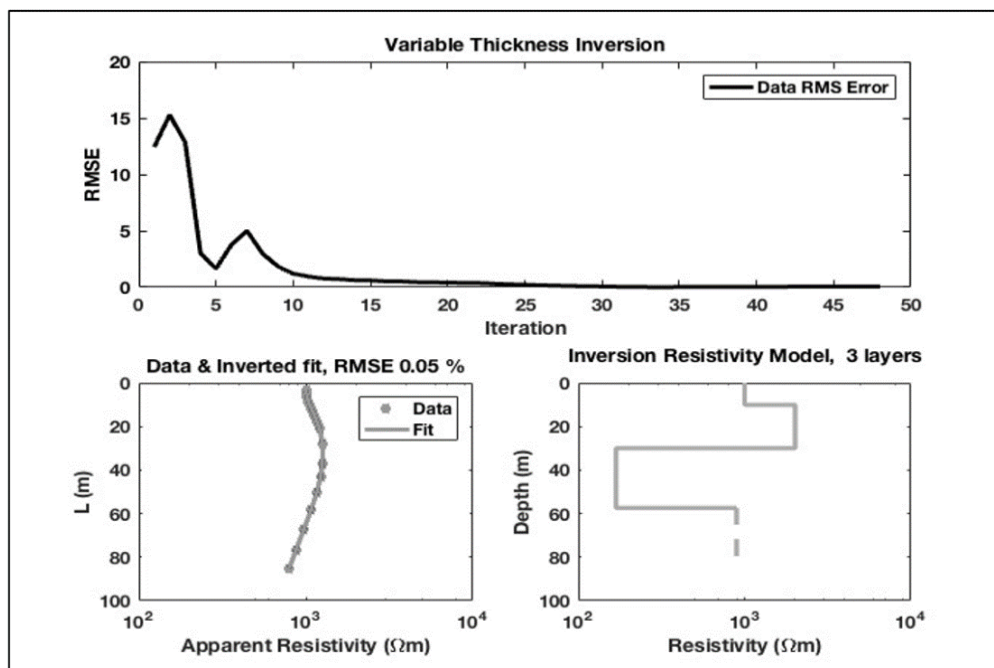 Variable Thickness Inversion
20
15
10
5
0
RMSE
Data RMS Error
0 5 10 15 20 25 30 35 40 45 50
Iteration
Data & Inverted fit, RMSE 0.05 %
0
20
40
60
80
100
L (m)
Data
Fit
10² 10³ 10⁴
Apparent Resistivity (Ωm)
Inversion Resistivity Model, 3 layers
0
20
40
60
80
100
Depth (m)
10² 10³ 10⁴
Resistivity (Ωm)